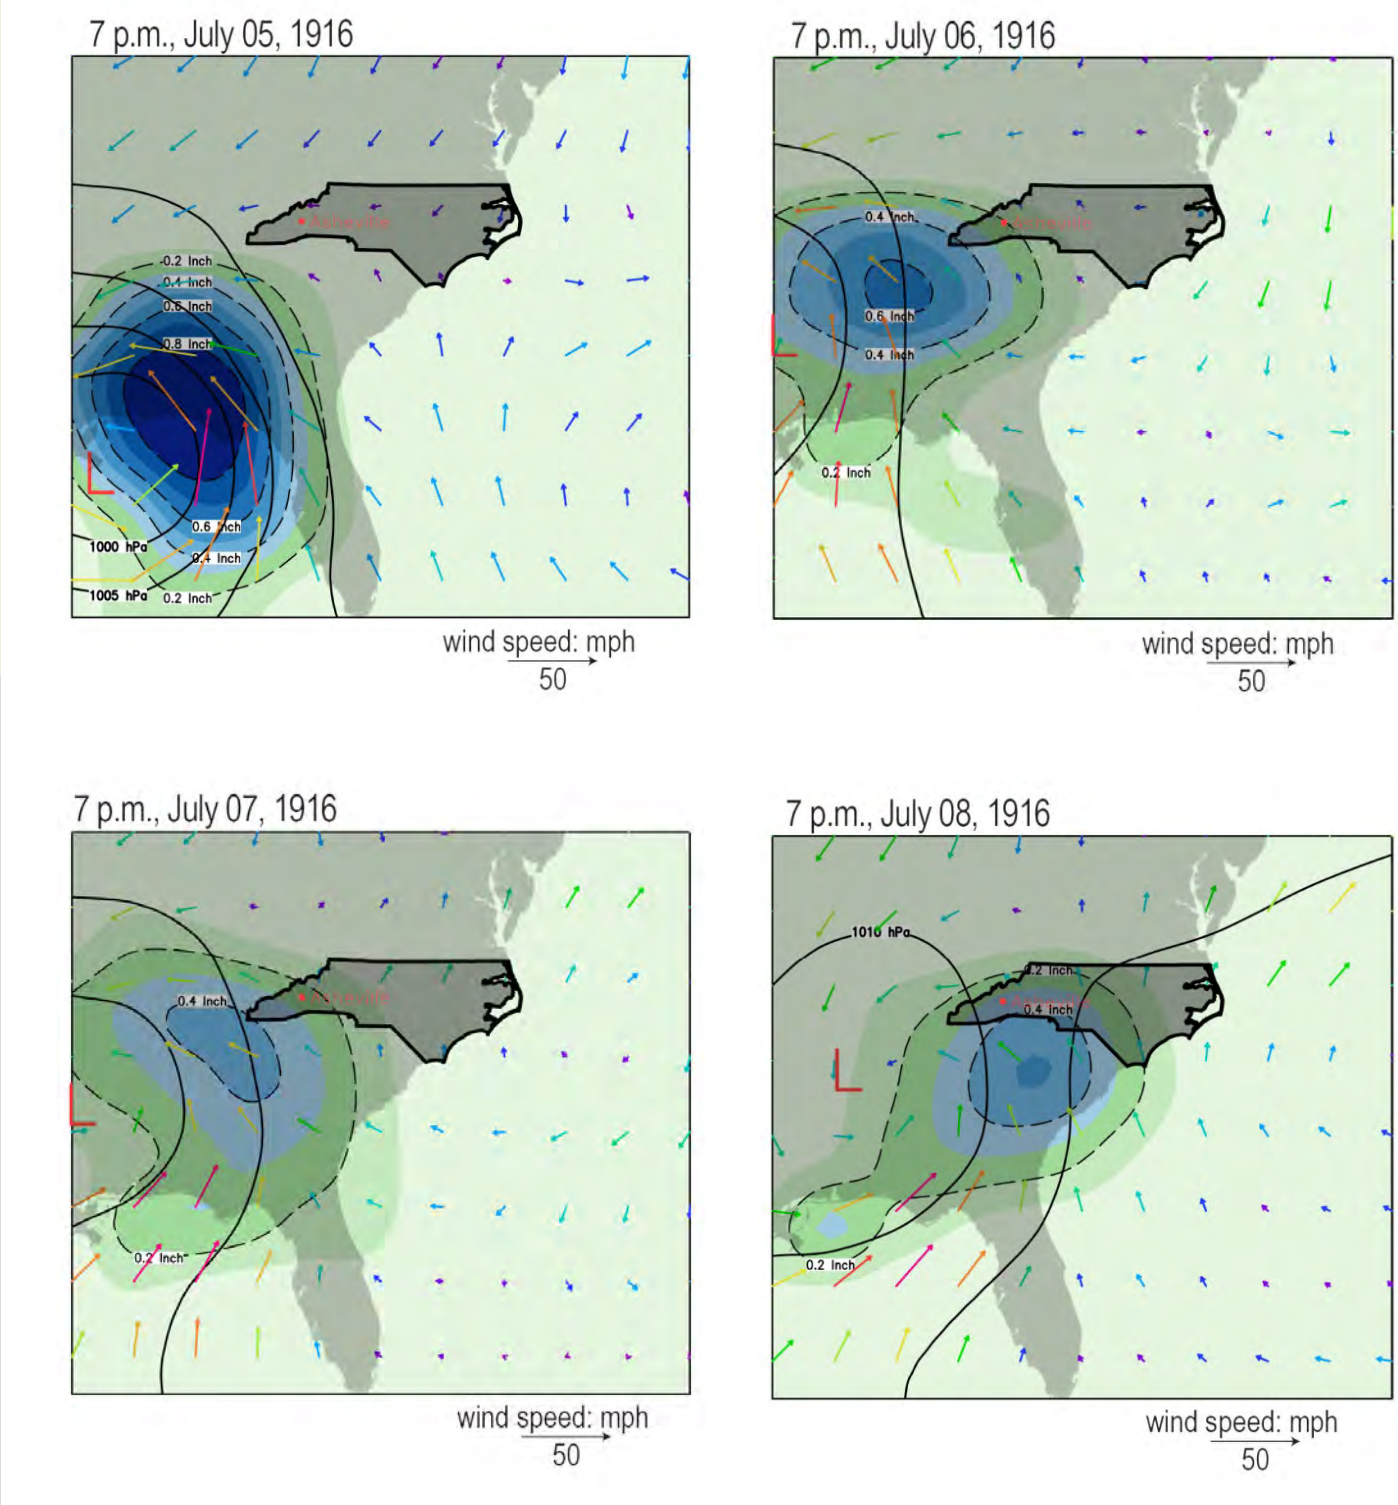 7 p.m., July 05, 1916
Asheville
0.2 Inch
0.4 Inch
0.6 Inch
0.8 Inch
L
0.6 Inch
1000 hPa
0.4 Inch
1005 hPa
0.2 Inch
wind speed: mph
50
7 p.m., July 06, 1916
0.4 Inch
Asheville
0.6 Inch
L
0.4 Inch
0.2 Inch
wind speed: mph
50
7 p.m., July 07, 1916
0.4 Inch
Asheville
L
0.2 Inch
wind speed: mph
50
7 p.m., July 08, 1916
1010 hPa
0.2 Inch
Asheville
0.4 Inch
L
0.2 Inch
wind speed: mph
50